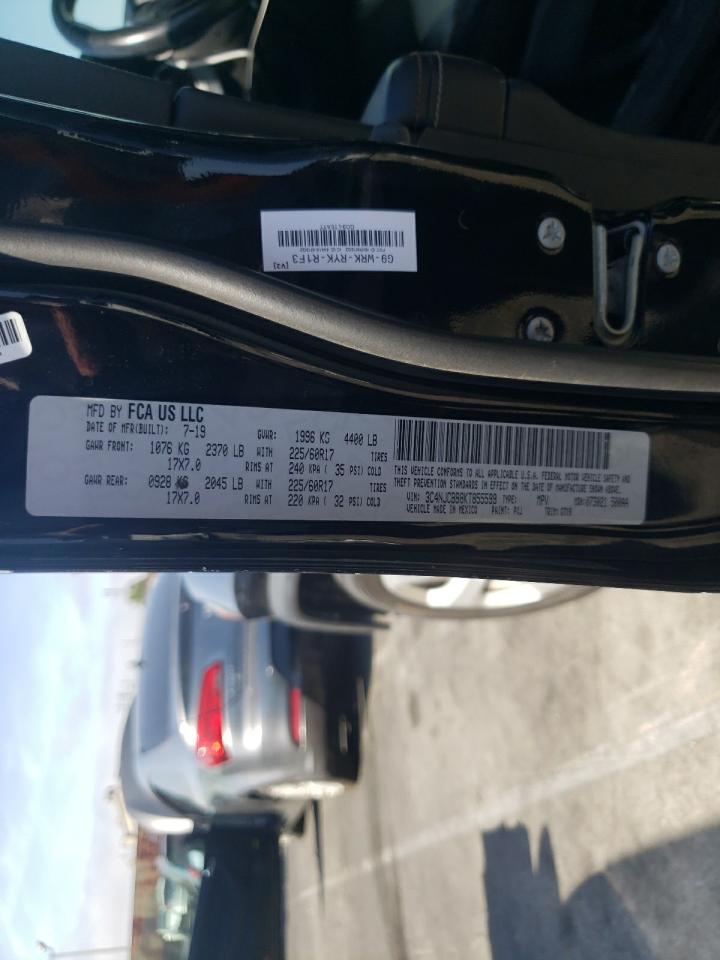 G9-WRK-RYK-R1F3
[V2]
MFD BY FCA US LLC
DATE OF MFR(BUILT): 7-19 GVWR: 1996 KG 4400 LB
GAWR FRONT: 1076 KG 2370 LB WITH 225/60R17 TIRES
17X7.0 RIMS AT 240 KPA ( 35 PSI) COLD
GAWR REAR: 0928 KG 2045 LB WITH 225/60R17 TIRES
17X7.0 RIMS AT 220 KPA ( 32 PSI) COLD
THIS VEHICLE CONFORMS TO ALL APPLICABLE U.S.A. FEDERAL MOTOR VEHICLE SAFETY AND
THEFT PREVENTION STANDARDS IN EFFECT ON THE DATE OF MANUFACTURE SHOWN ABOVE.
VIN: TYPE: MPV
VEHICLE MADE IN MEXICO PAINT: TRIM: